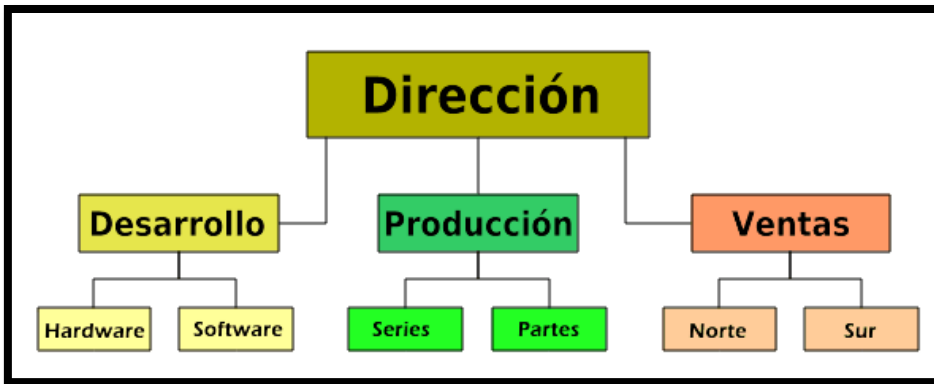 Dirección
Desarrollo
Producción
Ventas
Hardware
Software
Series
Partes
Norte
Sur